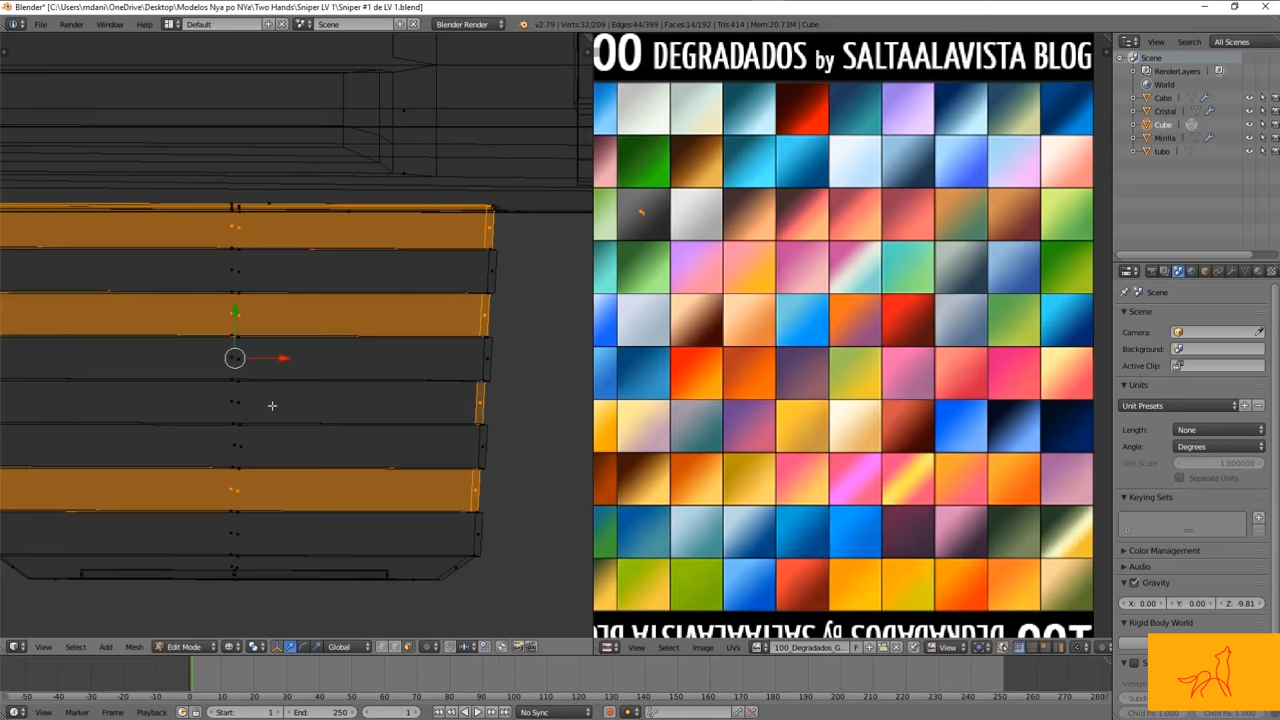 Blender* [C:\Users\mdani\OneDrive\Desktop\Modelos Nya po NYa\Two Hands\Sniper LV 1\Sniper #1 de LV 1.blend]
File Render Window Help Default Scene Blender Render v2.79 | Verts:32/209 | Edges:44/399 | Faces:14/192 | Tris:414 | Mem:20.73M | Cube
View Search All Scenes
Scene
RenderLayers
World
Cabo
Cristal
Cube
Mirilla
tubo
00 DEGRADADOS by SALTAALAVISTA BLOG
Scene
Scene
Camera:
Background:
Active Clip:
Units
Unit Presets
Length: None
Angle: Degrees
Unit Scale: 1.000000
Separate Units
Keying Sets
Color Management
Audio
Gravity
X: 0.00 Y: 0.00 Z: -9.81
Rigid Body World
View Select Add Mesh Edit Mode Global
View Select Image UVs 100_Degradados_G... F View
-50 -40 -30 -20 -10 0 10 20 30 40 50 60 70 80 90 100 110 120 130 140 150 160 170 180 190 200 210 220 230 240 250 260 270 280
View Marker Frame Playback Start: 1 End: 250 1 No Sync